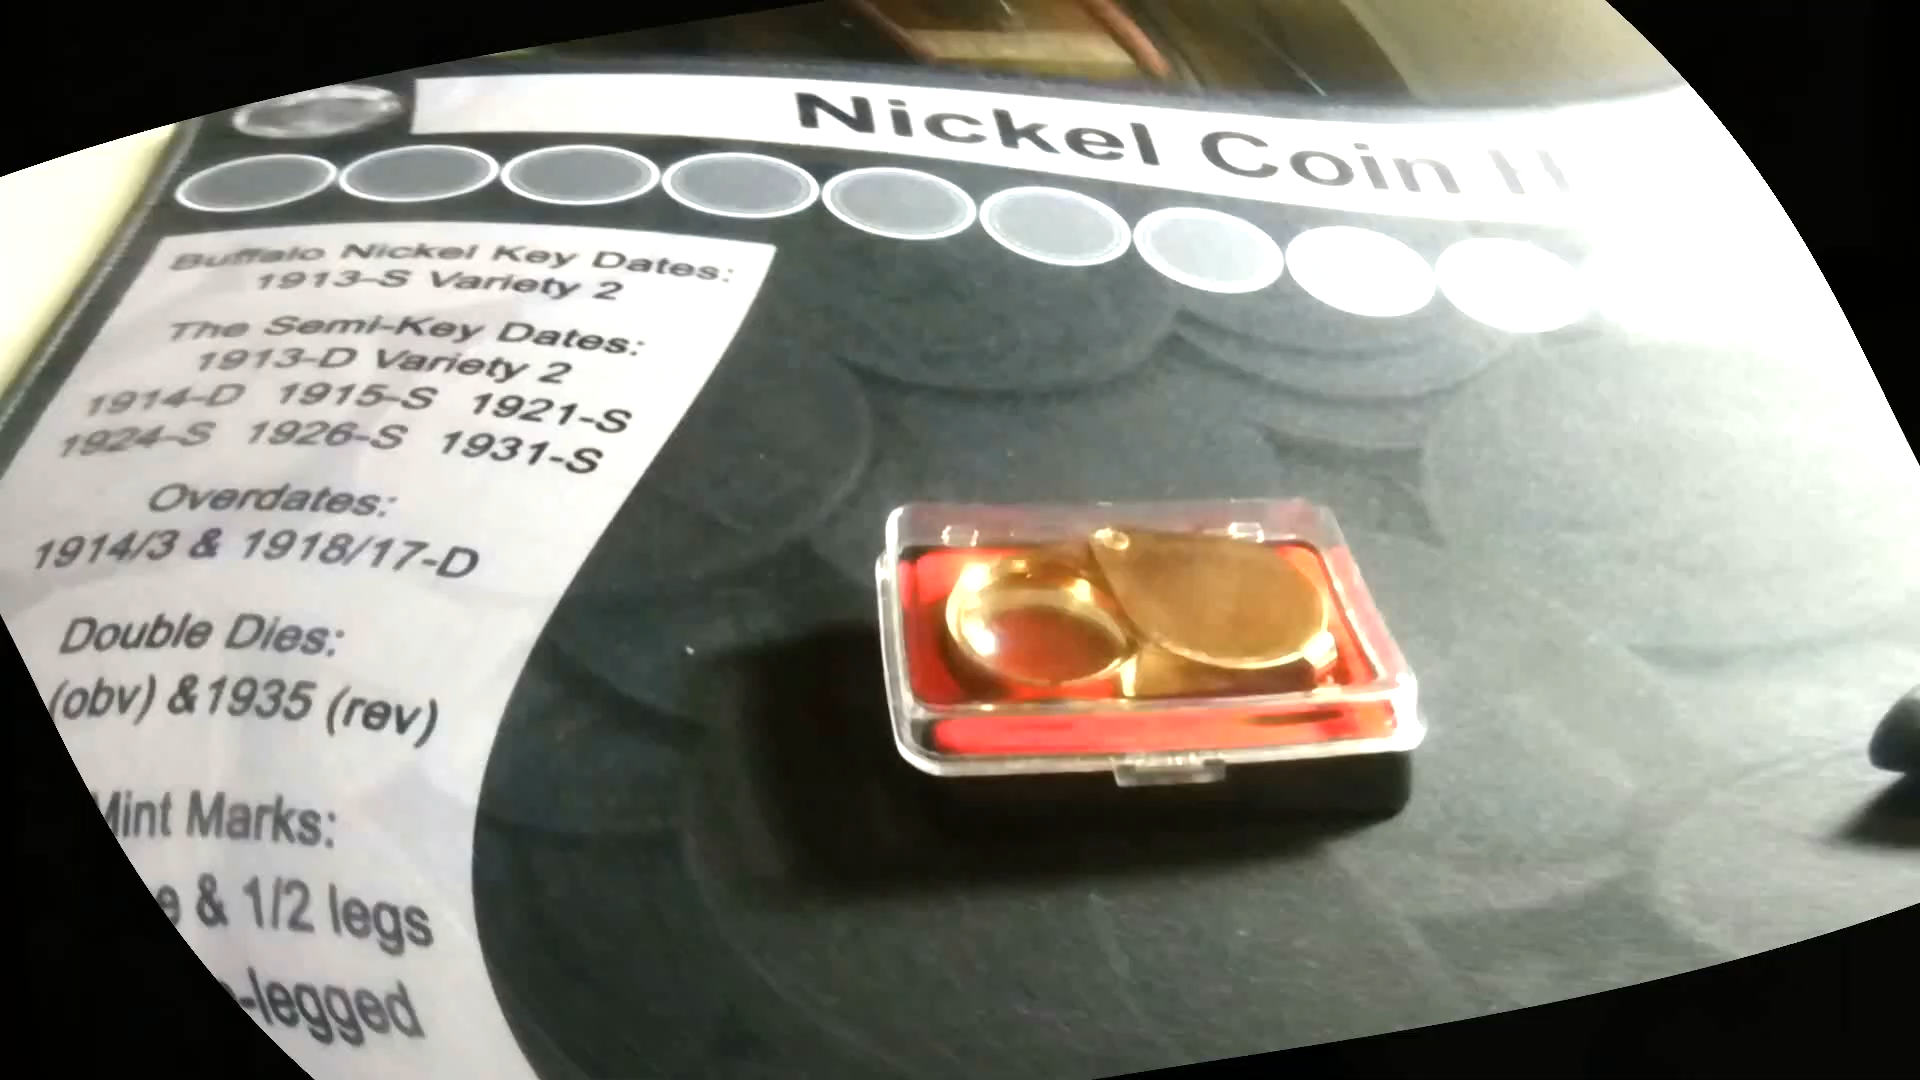 Nickel Coin
Buffalo Nickel Key Dates:
1913-S Variety 2
The Semi-Key Dates:
1913-D Variety 2
1914-D 1915-S 1921-S
1924-S 1926-S 1931-S
Overdates:
1914/3 & 1918/17-D
Double Dies:
(obv) &1935 (rev)
Mint Marks:
& 1/2 legs
-legged